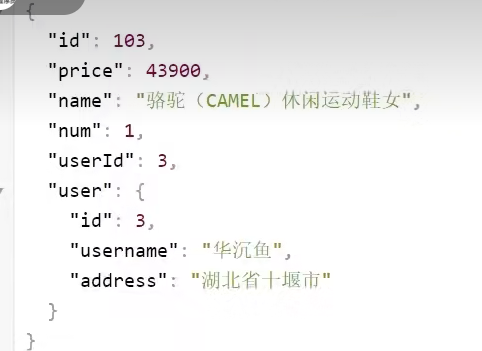 {
"id": 103,
"price": 43900,
"name": "骆驼（CAMEL）休闲运动鞋女",
"num": 1,
"userId": 3,
"user": {
"id": 3,
"username": "华沉鱼",
"address": "湖北省十堰市"
}
}